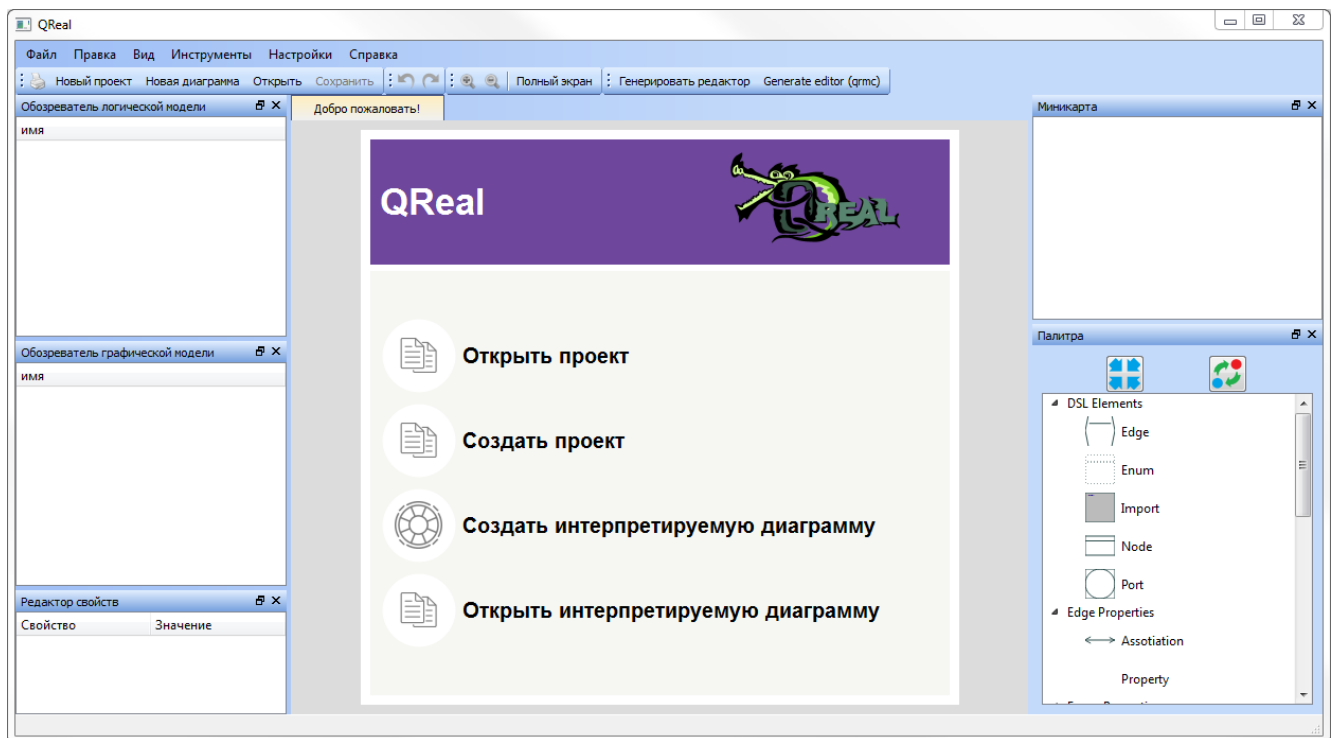 QReal
Файл Правка Вид Инструменты Настройки Справка
Новый проект Новая диаграмма Открыть Сохранить Полный экран Генерировать редактор Generate editor (qrmc)
Обозреватель логической модели
имя
Обозреватель графической модели
имя
Редактор свойств
Свойство Значение
Добро пожаловать!
QReal
QREAL
Открыть проект
Создать проект
Создать интерпретируемую диаграмму
Открыть интерпретируемую диаграмму
Миникарта
Палитра
DSL Elements
Edge
Enum
Import
Node
Port
Edge Properties
Assotiation
Property